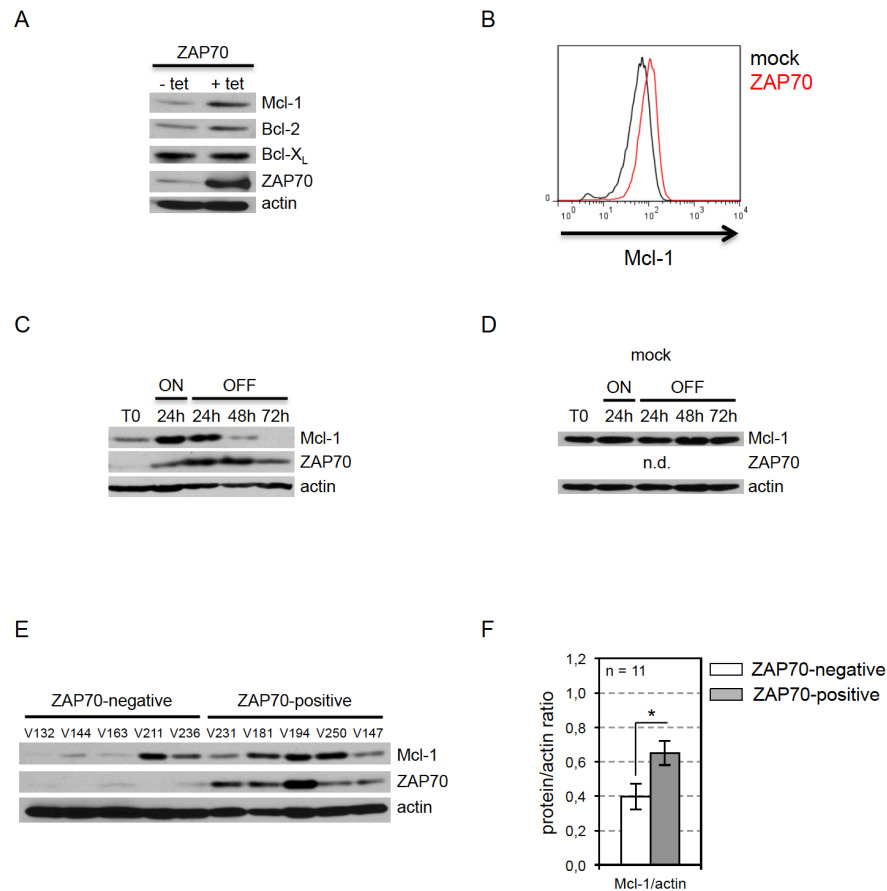 A
ZAP70
- tet + tet
Mcl-1
Bcl-2
Bcl-XL
ZAP70
actin
B
mock
ZAP70
0
10^0 10^1 10^2 10^3 10^4
Mcl-1
C
ON OFF
T0 24h 24h 48h 72h
Mcl-1
ZAP70
actin
D
mock
ON OFF
T0 24h 24h 48h 72h
Mcl-1
n.d. ZAP70
actin
E
ZAP70-negative ZAP70-positive
V132 V144 V163 V211 V236 V231 V181 V194 V250 V147
Mcl-1
ZAP70
actin
F
n = 11
ZAP70-negative
ZAP70-positive
*
protein/actin ratio
1,2
1,0
0,8
0,6
0,4
0,2
0,0
Mcl-1/actin